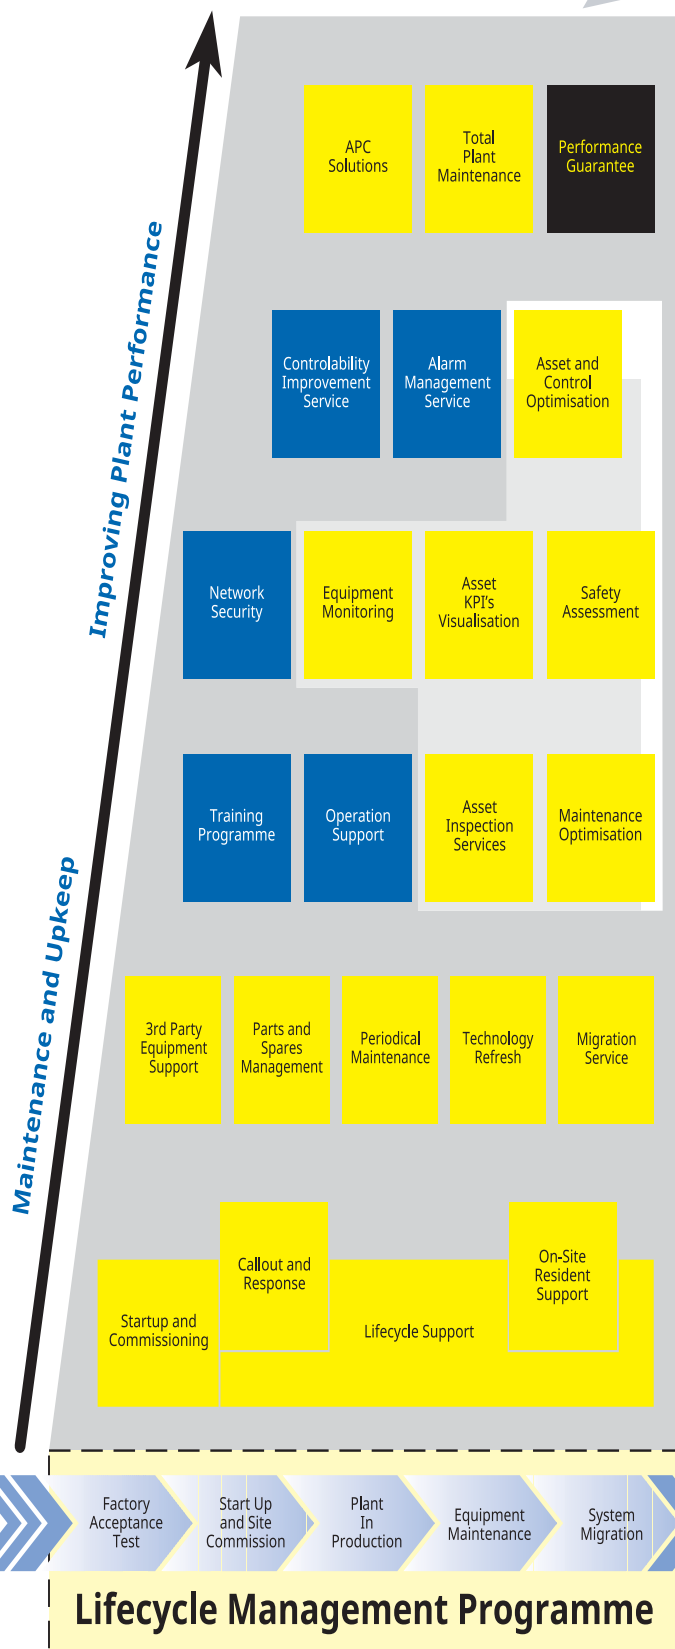 APC
Solutions
Total
Plant
Maintenance
Performance
Guarantee
Improving Plant Performance
Controlability
Improvement
Service
Alarm
Management
Service
Asset and
Control
Optimisation
Network
Security
Equipment
Monitoring
Asset
KPI's
Visualisation
Safety
Assessment
Training
Programme
Operation
Support
Asset
Inspection
Services
Maintenance
Optimisation
Maintenance and Upkeep
3rd Party
Equipment
Support
Parts and
Spares
Management
Periodical
Maintenance
Technology
Refresh
Migration
Service
Startup and
Commissioning
Callout and
Response
Lifecycle Support
On-Site
Resident
Support
Factory
Acceptance
Test
Start Up
and Site
Commission
Plant
In
Production
Equipment
Maintenance
System
Migration
Lifecycle Management Programme